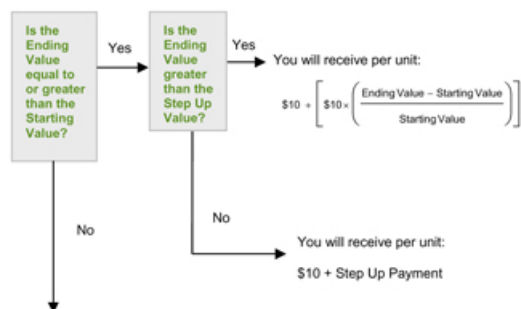 Is the
Ending
Value
equal to
or greater
than the
Starting
Value?
Yes
Is the
Ending
Value
greater
than the
Step Up
Value?
Yes
You will receive per unit:
$10 + [ $10 × ( Ending Value – Starting Value
Starting Value ) ]
No
No
You will receive per unit:
$10 + Step Up Payment